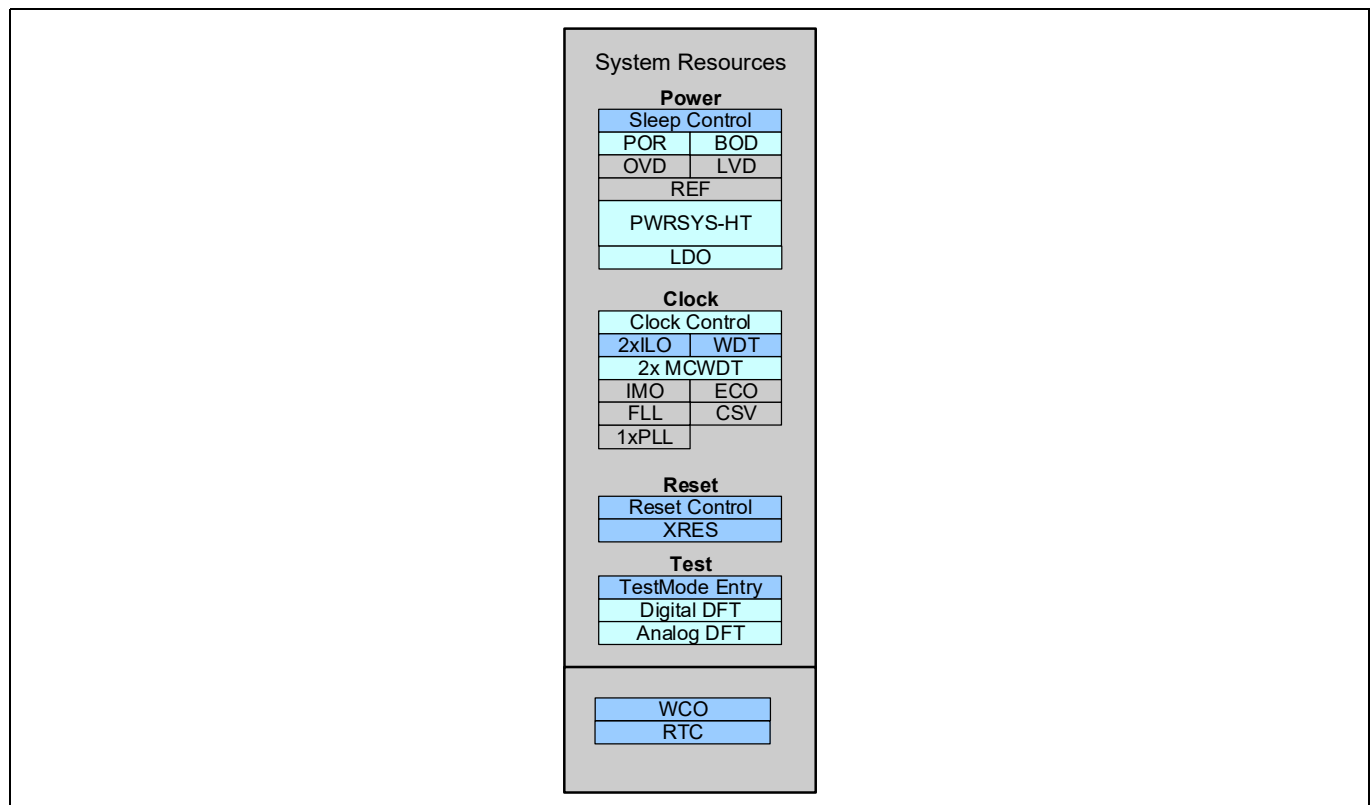 System Resources
Power
Sleep Control
POR BOD
OVD LVD
REF
PWRSYS-HT
LDO
Clock
Clock Control
2xILO WDT
2x MCWDT
IMO ECO
FLL CSV
1xPLL
Reset
Reset Control
XRES
Test
TestMode Entry
Digital DFT
Analog DFT
WCO
RTC